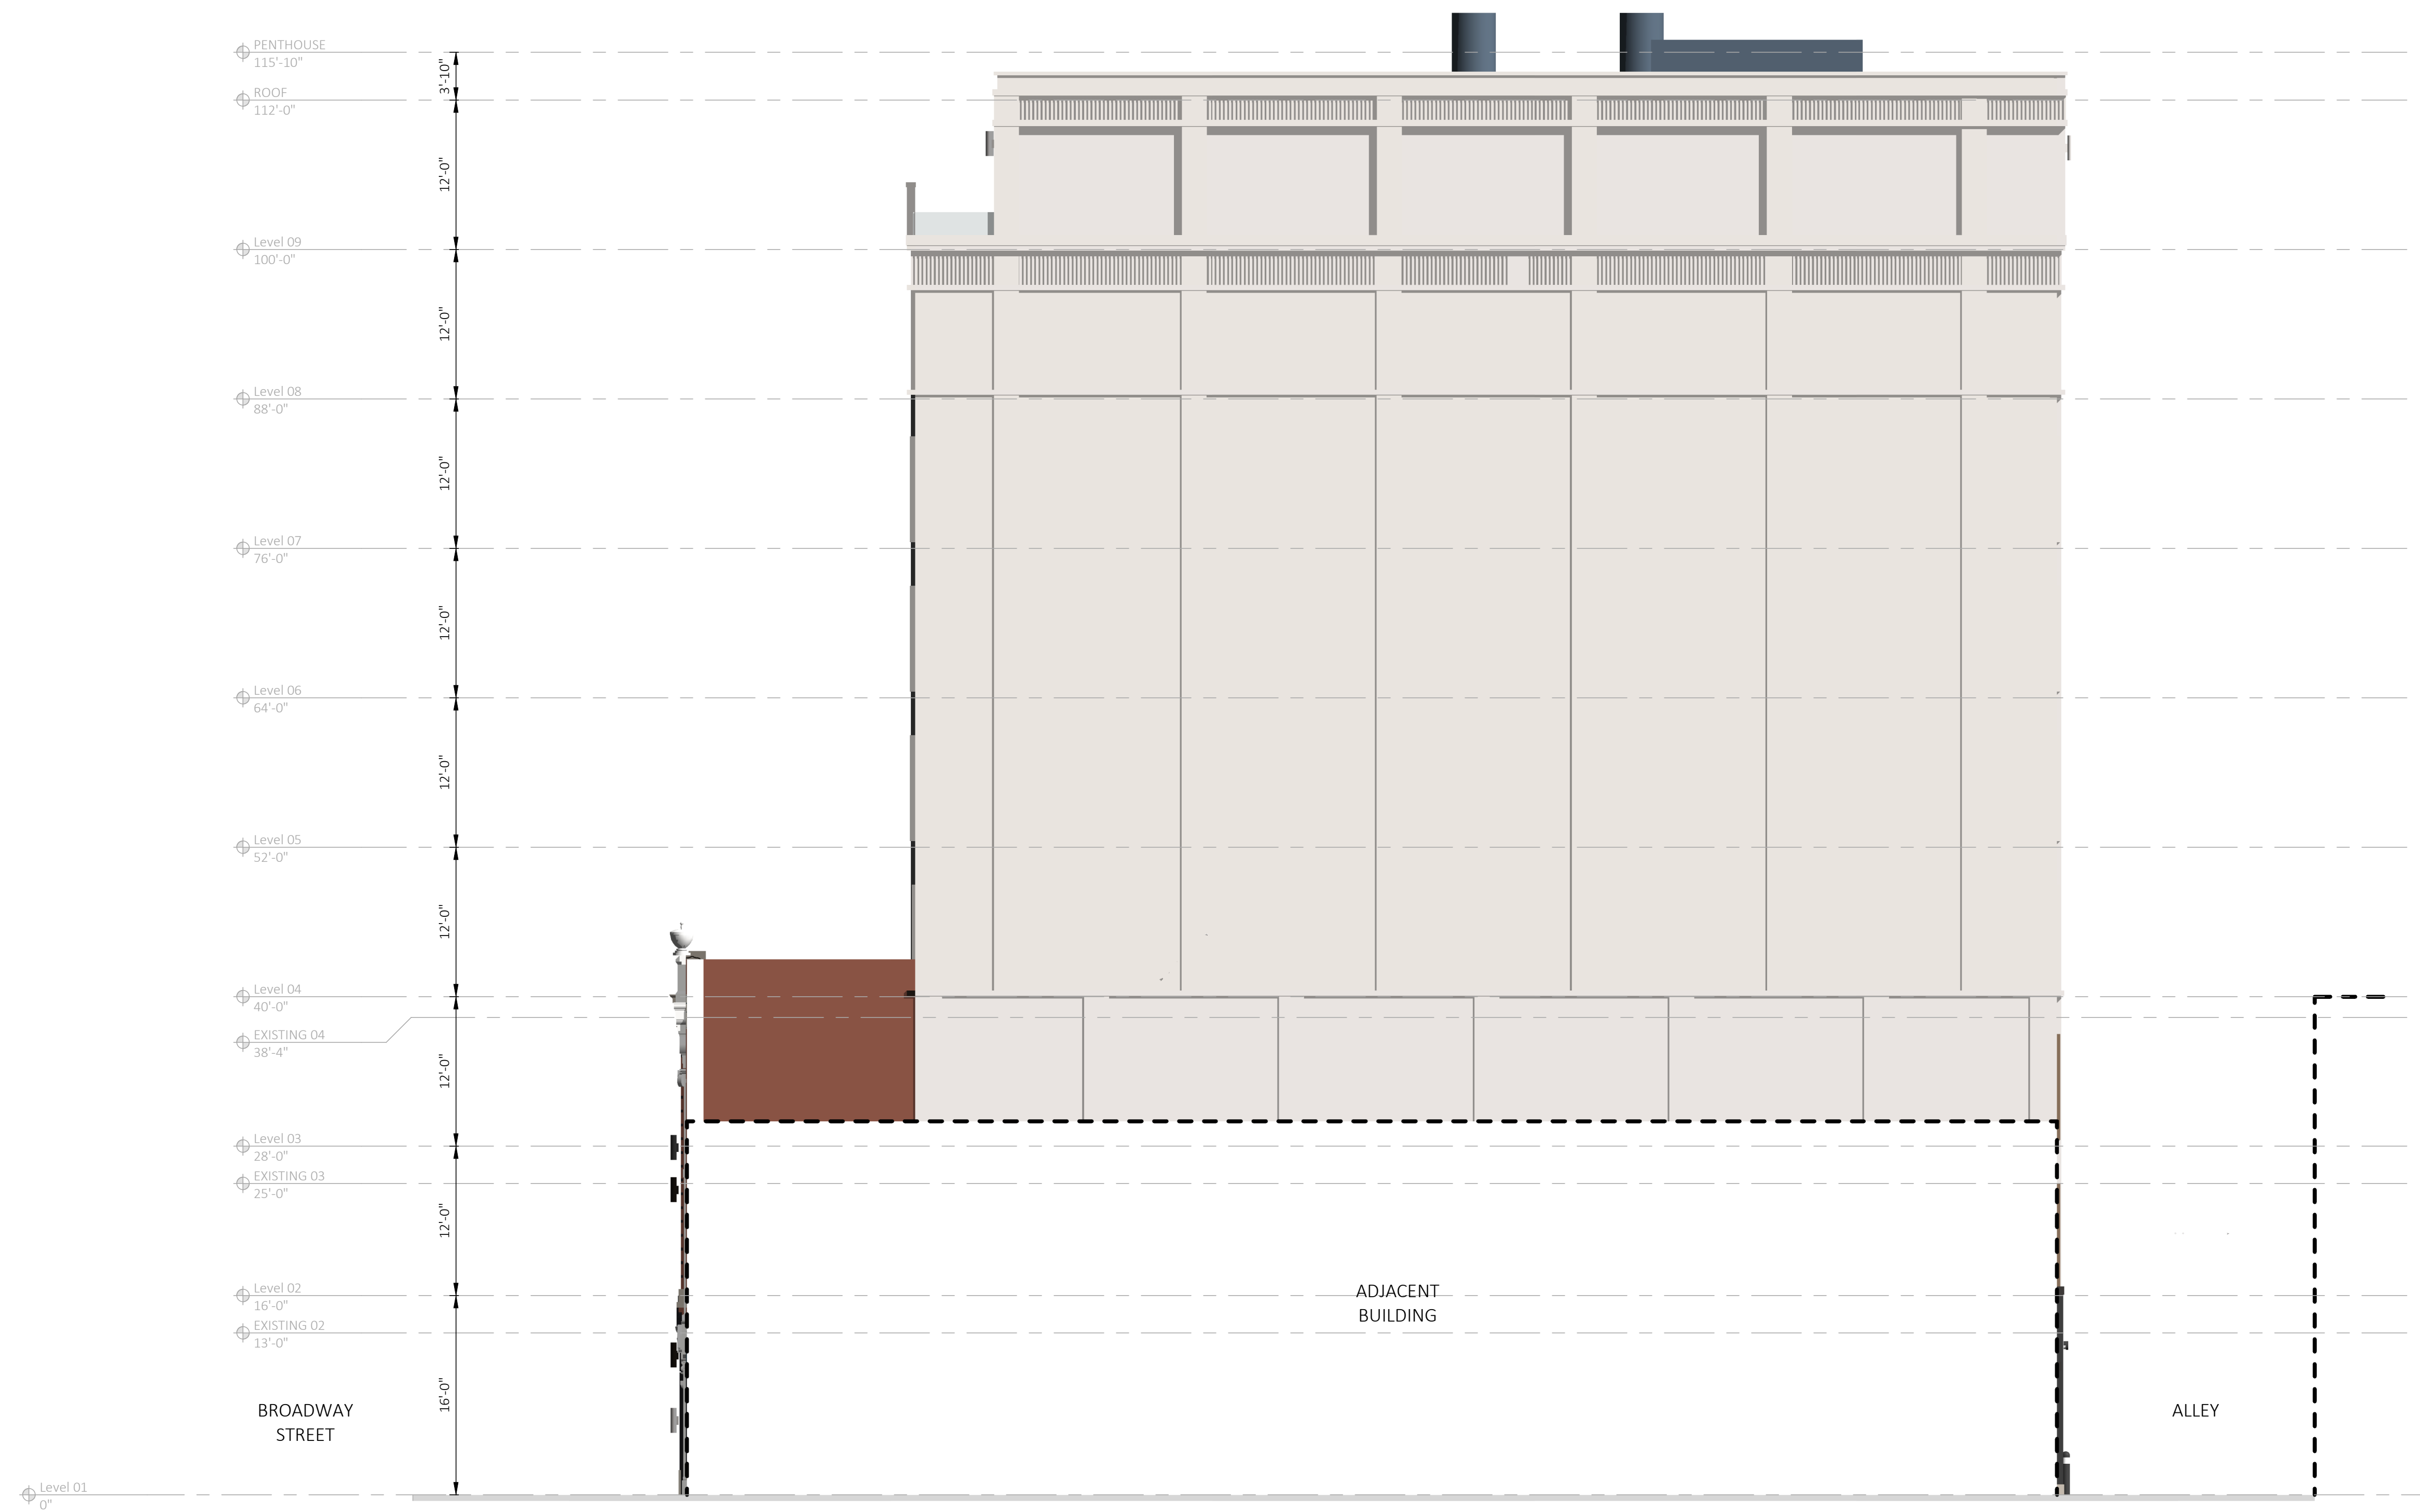 PENTHOUSE
115'-10"
3'-10"
ROOF
112'-0"
12'-0"
Level 09
100'-0"
12'-0"
Level 08
88'-0"
12'-0"
Level 07
76'-0"
12'-0"
Level 06
64'-0"
12'-0"
Level 05
52'-0"
12'-0"
Level 04
40'-0"
EXISTING 04
38'-4"
12'-0"
Level 03
28'-0"
EXISTING 03
25'-0"
12'-0"
Level 02
16'-0"
EXISTING 02
13'-0"
16'-0"
ADJACENT
BUILDING
BROADWAY
STREET
ALLEY
Level 01
0"